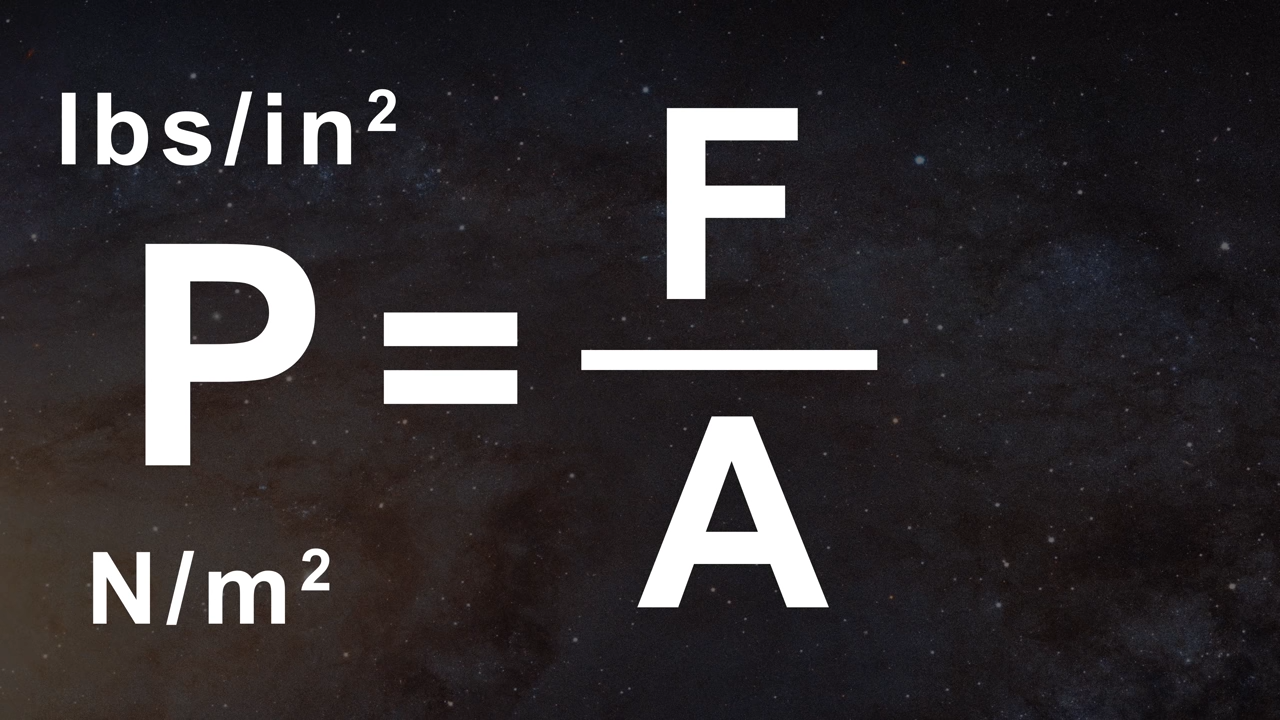 lbs/in²
P = F
A
N/m²